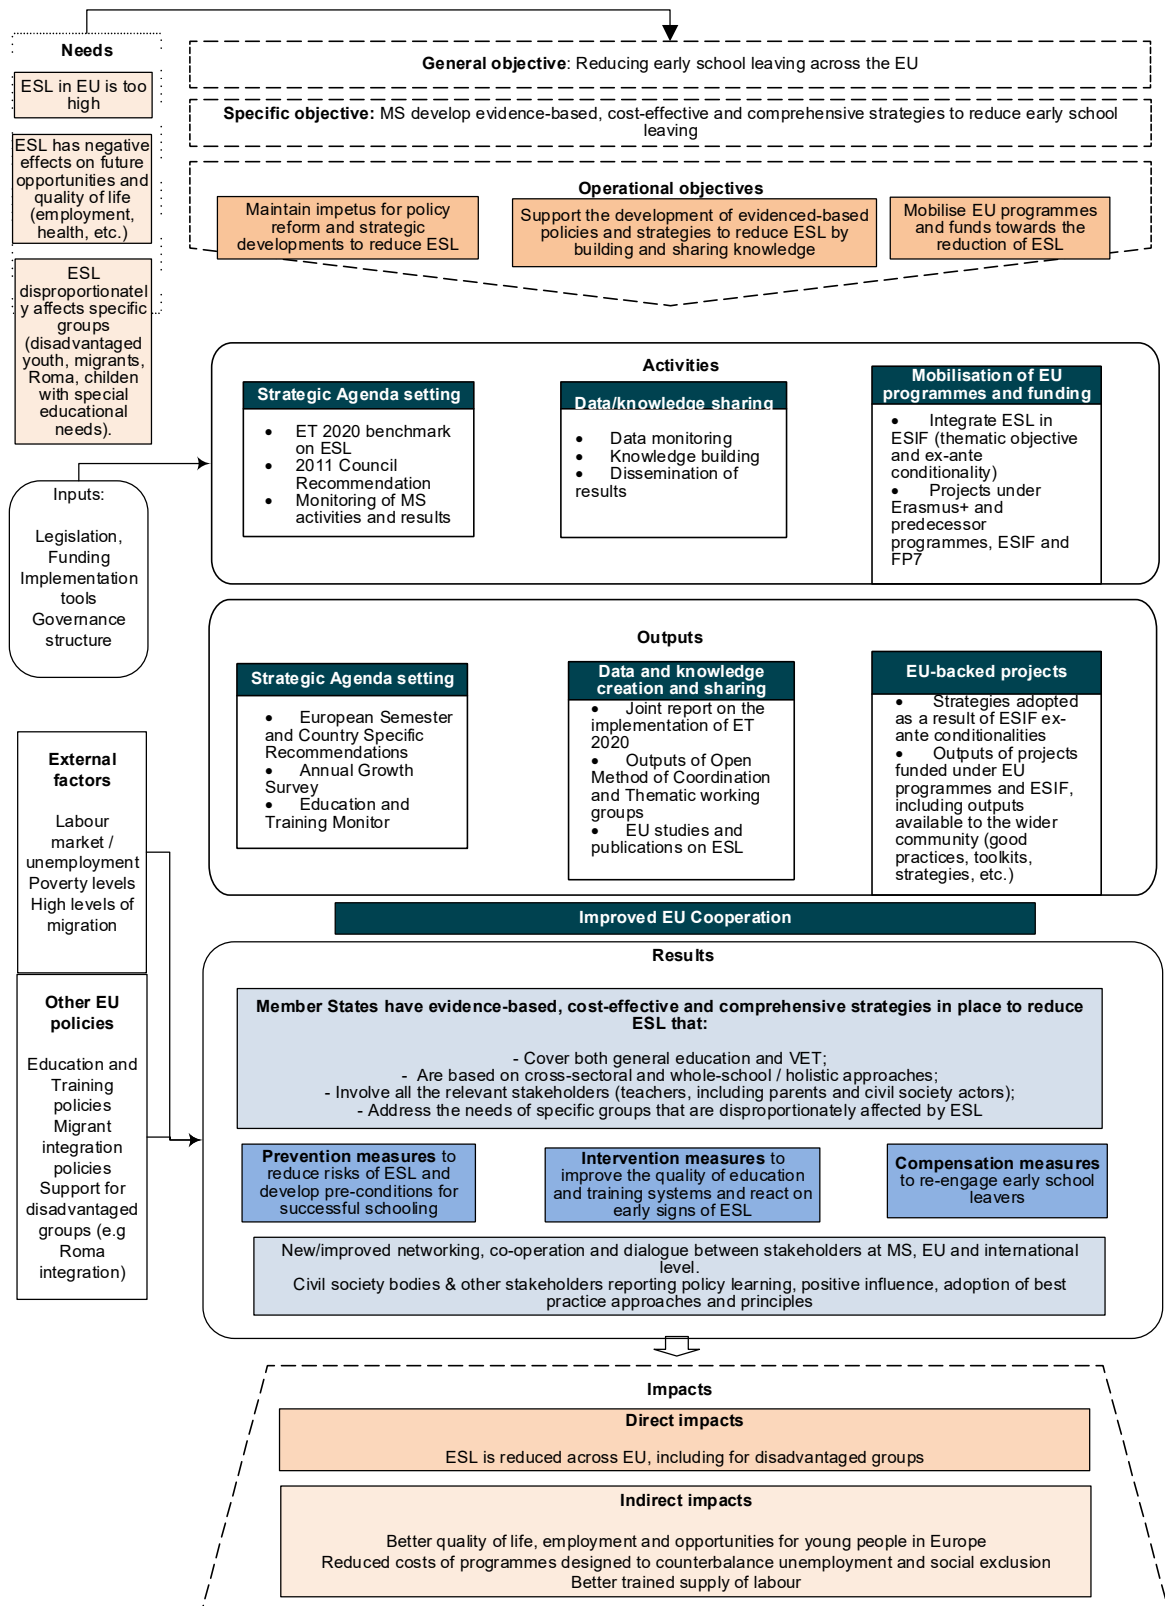 Needs
ESL in EU is too
high
ESL has negative
effects on future
opportunities and
quality of life
(employment,
health, etc.)
ESL
disproportionatel
y affects specific
groups
(disadvantaged
youth, migrants,
Roma, childen
with special
educational
needs).
General objective: Reducing early school leaving across the EU
Specific objective: MS develop evidence-based, cost-effective and comprehensive strategies to reduce early school
leaving
Operational objectives
Maintain impetus for policy
reform and strategic
developments to reduce ESL
Support the development of evidenced-based
policies and strategies to reduce ESL by
building and sharing knowledge
Mobilise EU programmes
and funds towards the
reduction of ESL
Inputs:
Legislation,
Funding
Implementation
tools
Governance
structure
Activities
Strategic Agenda setting
• ET 2020 benchmark
on ESL
• 2011 Council
Recommendation
• Monitoring of MS
activities and results
Data/knowledge sharing
• Data monitoring
• Knowledge building
• Dissemination of
results
Mobilisation of EU
programmes and funding
• Integrate ESL in
ESIF (thematic objective
and ex-ante
conditionality)
• Projects under
Erasmus+ and
predecessor
programmes, ESIF and
FP7
Outputs
Strategic Agenda setting
• European Semester
and Country Specific
Recommendations
• Annual Growth
Survey
• Education and
Training Monitor
Data and knowledge
creation and sharing
• Joint report on the
implementation of ET
2020
• Outputs of Open
Method of Coordination
and Thematic working
groups
• EU studies and
publications on ESL
EU-backed projects
• Strategies adopted
as a result of ESIF ex-
ante conditionalities
• Outputs of projects
funded under EU
programmes and ESIF,
including outputs
available to the wider
community (good
practices, toolkits,
strategies, etc.)
External
factors
Labour
market /
unemployment
Poverty levels
High levels of
migration
Other EU
policies
Education and
Training
policies
Migrant
integration
policies
Support for
disadvantaged
groups (e.g
Roma
integration)
Improved EU Cooperation
Results
Member States have evidence-based, cost-effective and comprehensive strategies in place to reduce
ESL that:
- Cover both general education and VET;
- Are based on cross-sectoral and whole-school / holistic approaches;
- Involve all the relevant stakeholders (teachers, including parents and civil society actors);
- Address the needs of specific groups that are disproportionately affected by ESL
Prevention measures to
reduce risks of ESL and
develop pre-conditions for
successful schooling
Intervention measures to
improve the quality of education
and training systems and react on
early signs of ESL
Compensation measures
to re-engage early school
leavers
New/improved networking, co-operation and dialogue between stakeholders at MS, EU and international
level.
Civil society bodies & other stakeholders reporting policy learning, positive influence, adoption of best
practice approaches and principles
Impacts
Direct impacts
ESL is reduced across EU, including for disadvantaged groups
Indirect impacts
Better quality of life, employment and opportunities for young people in Europe
Reduced costs of programmes designed to counterbalance unemployment and social exclusion
Better trained supply of labour